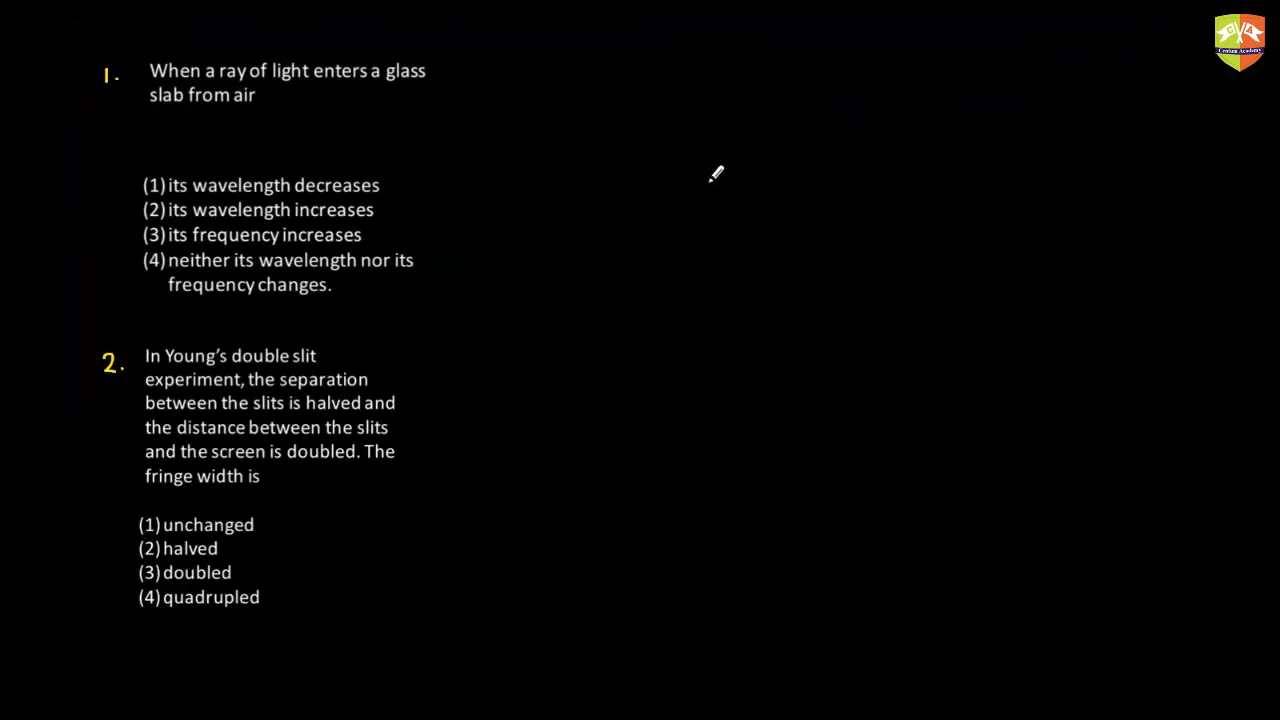 1. When a ray of light enters a glass
slab from air
(1) its wavelength decreases
(2) its wavelength increases
(3) its frequency increases
(4) neither its wavelength nor its
frequency changes.
2. In Young’s double slit
experiment, the separation
between the slits is halved and
the distance between the slits
and the screen is doubled. The
fringe width is
(1) unchanged
(2) halved
(3) doubled
(4) quadrupled
Centum Academy